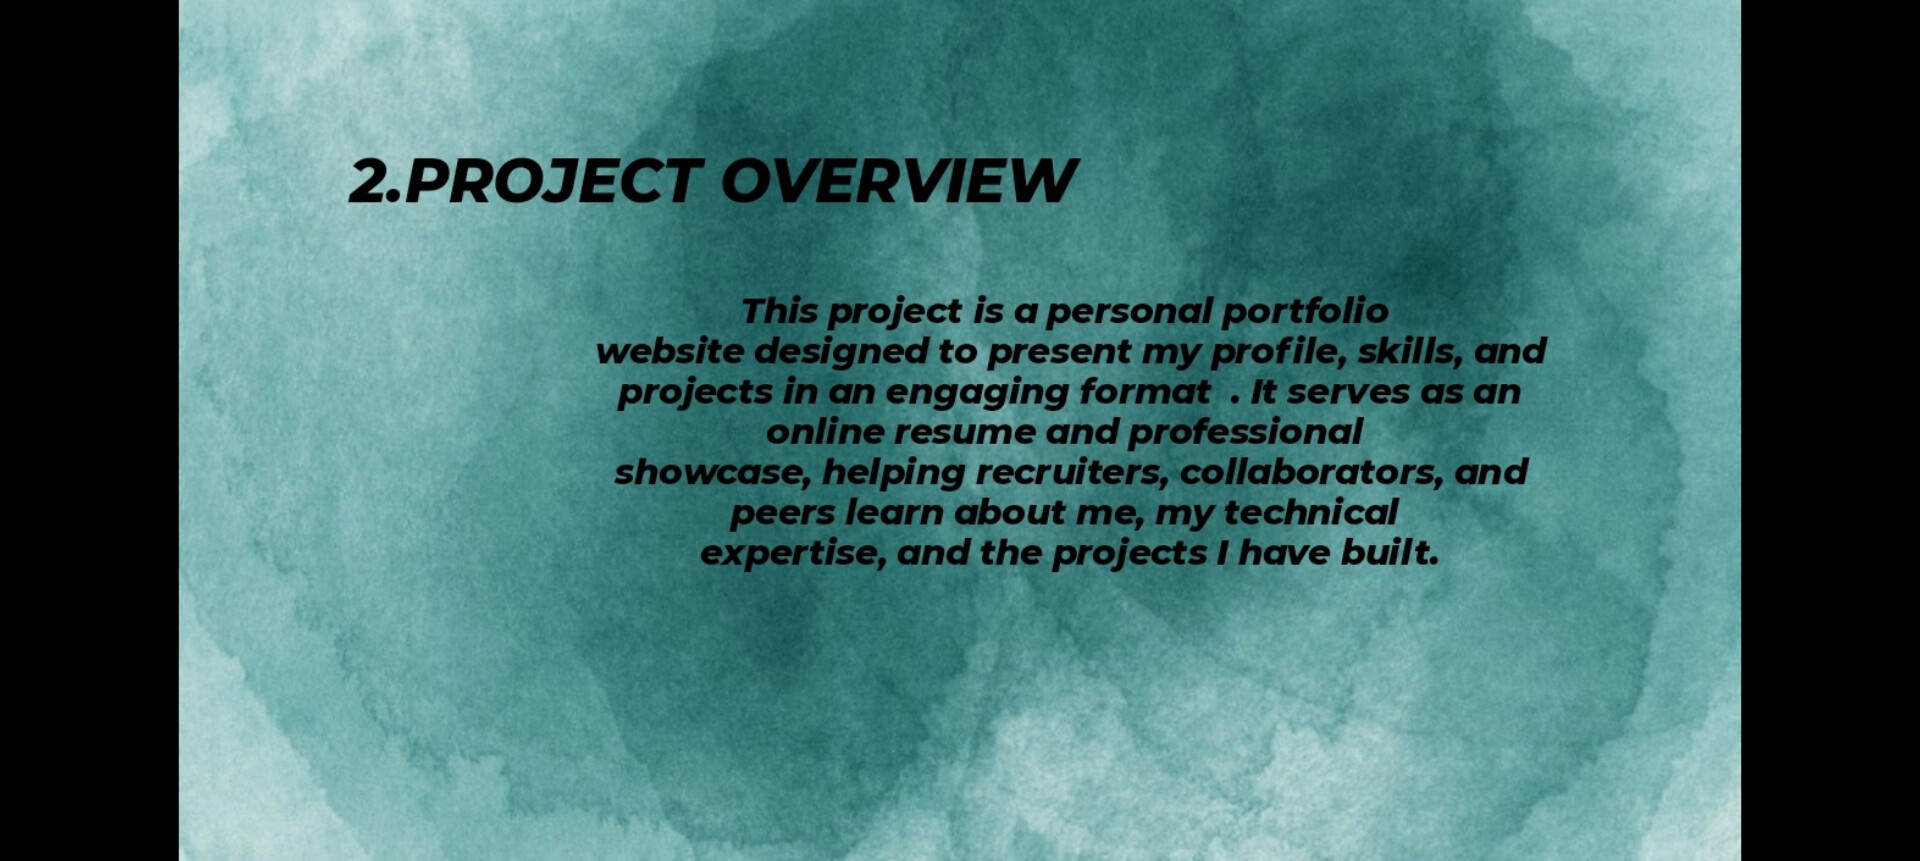 2.PROJECT OVERVIEW
This project is a personal portfolio
website designed to present my profile, skills, and
projects in an engaging format  . It serves as an
online resume and professional
showcase, helping recruiters, collaborators, and
peers learn about me, my technical
expertise, and the projects I have built.